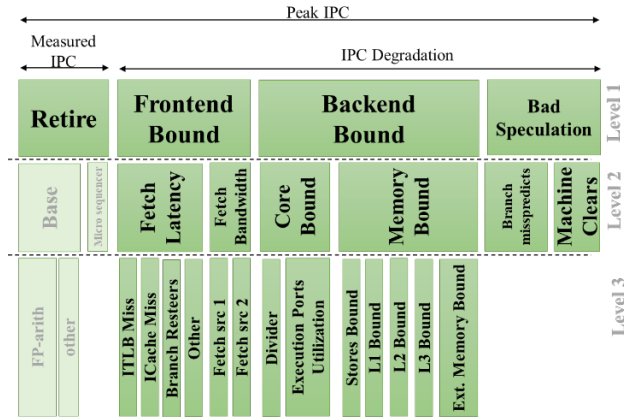 Peak IPC
Measured
IPC
IPC Degradation
Retire
Frontend
Bound
Backend
Bound
Bad
Speculation
Level 1
Base
Micro sequencer
Fetch
Latency
Fetch
Bandwidth
Core
Bound
Memory
Bound
Branch
misspredicts
Machine
Clears
Level 2
FP-arith
other
ITLB Miss
ICache Miss
Branch Resteers
Other
Fetch src 1
Fetch src 2
Divider
Execution Ports
Utilization
Stores Bound
L1 Bound
L2 Bound
L3 Bound
Ext. Memory Bound
Level 3